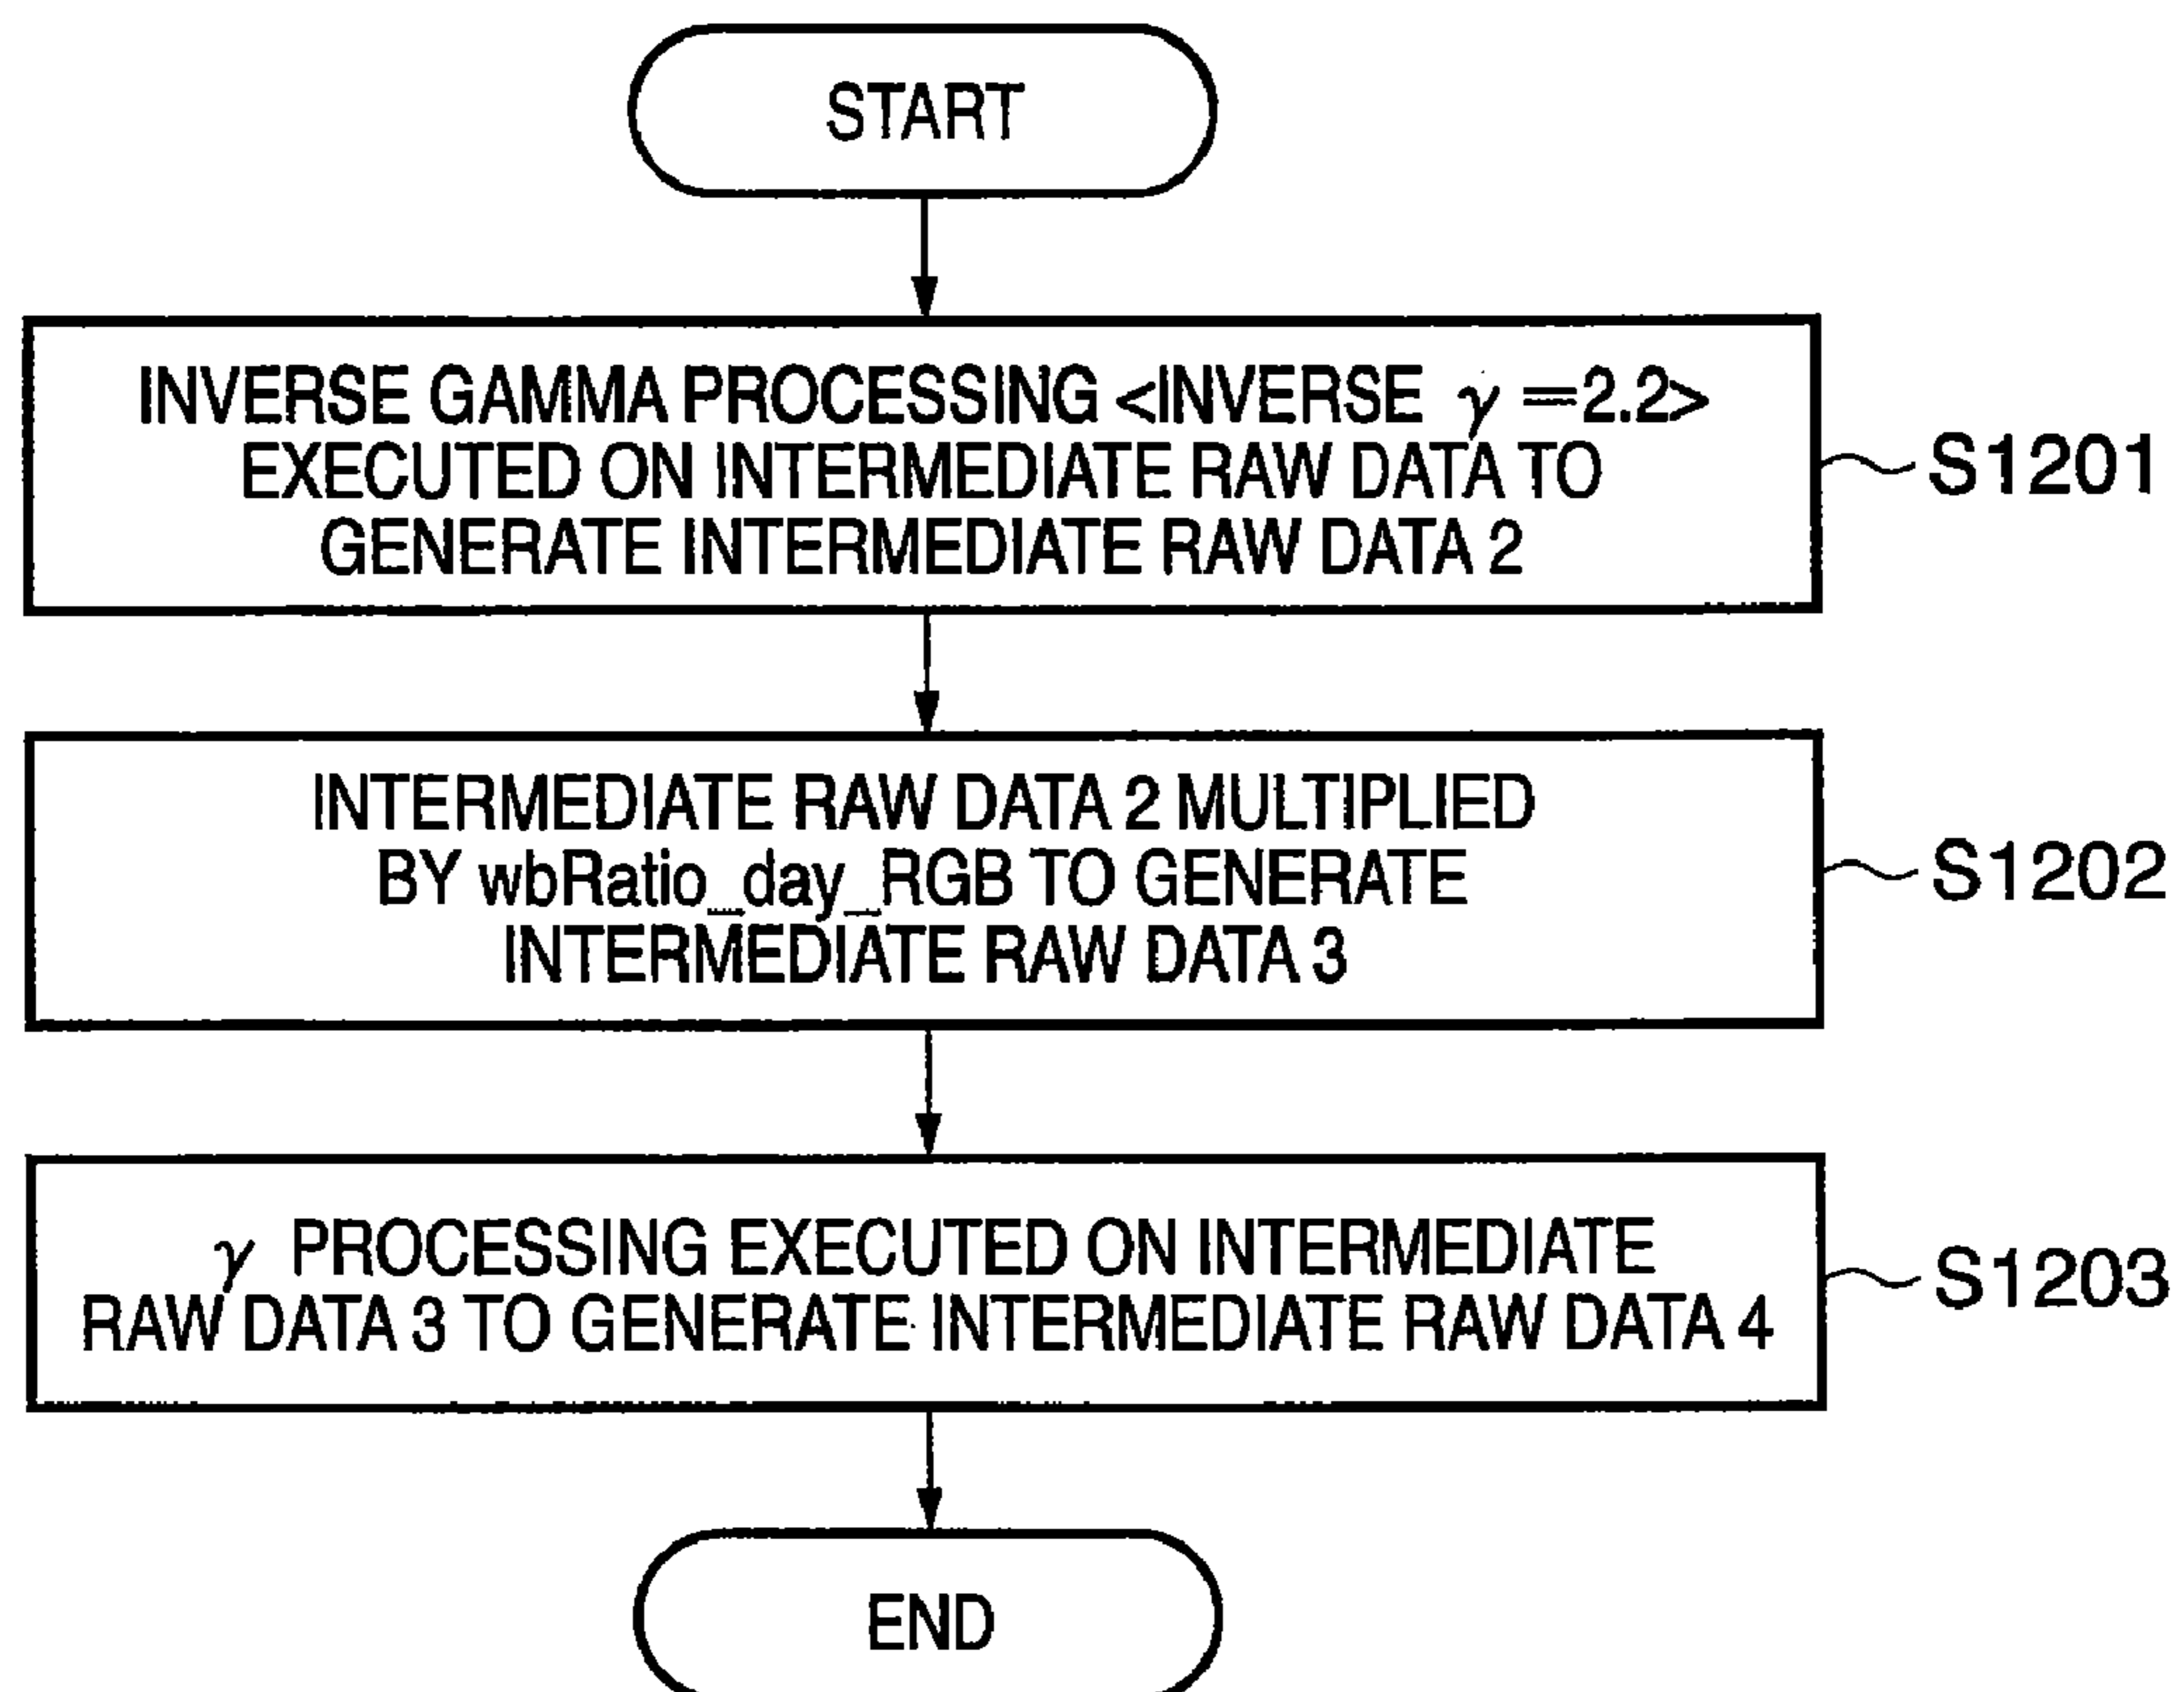 START
INVERSE GAMMA PROCESSING <INVERSE γ =2.2>
EXECUTED ON INTERMEDIATE RAW DATA TO
GENERATE INTERMEDIATE RAW DATA 2
S1201
INTERMEDIATE RAW DATA 2 MULTIPLIED
BY wbRatio_day_RGB TO GENERATE
INTERMEDIATE RAW DATA 3
S1202
γ PROCESSING EXECUTED ON INTERMEDIATE
RAW DATA 3 TO GENERATE INTERMEDIATE RAW DATA 4
S1203
END